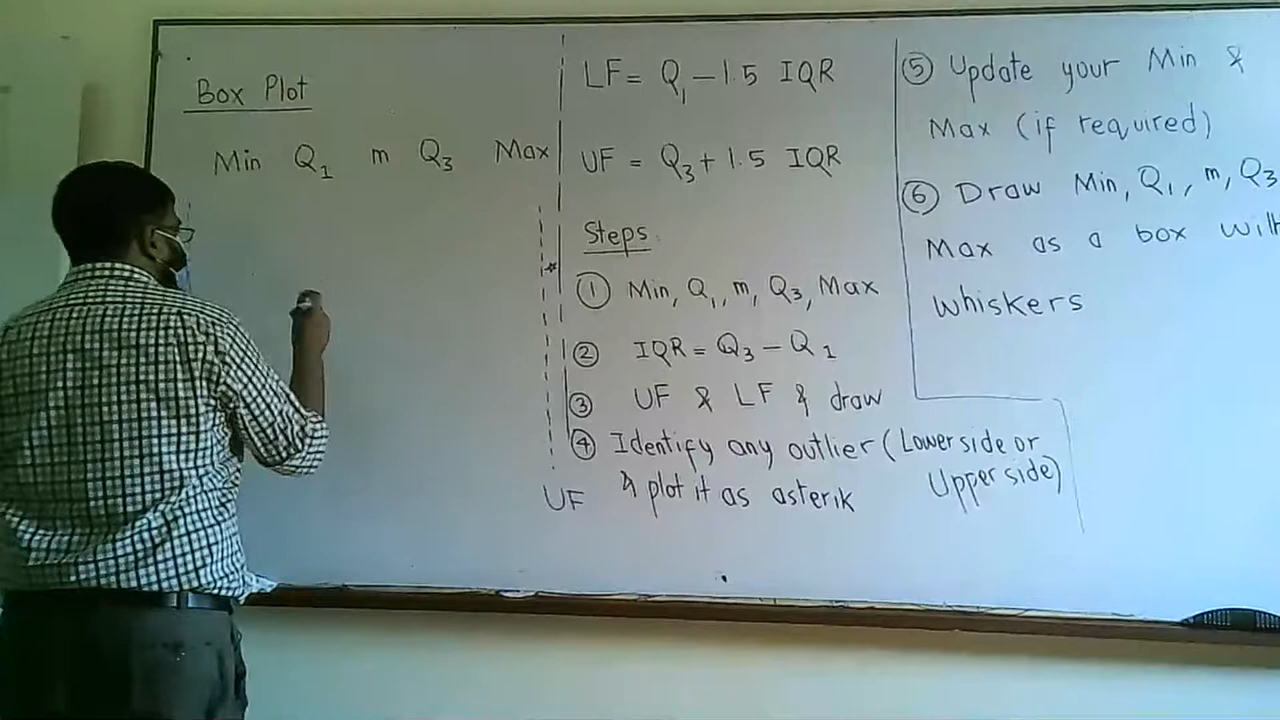 Box Plot
Min Q1 m Q3 Max
LF = Q1 - 1.5 IQR
UF = Q3 + 1.5 IQR
Steps
① Min, Q1, m, Q3, Max
② IQR = Q3 - Q1
③ UF & LF & draw
④ Identify any outlier (Lower side or
Upper side)
& plot it as asterik
UF
⑤ Update your Min &
Max (if required)
⑥ Draw Min, Q1, m, Q3
Max as a box with
whiskers